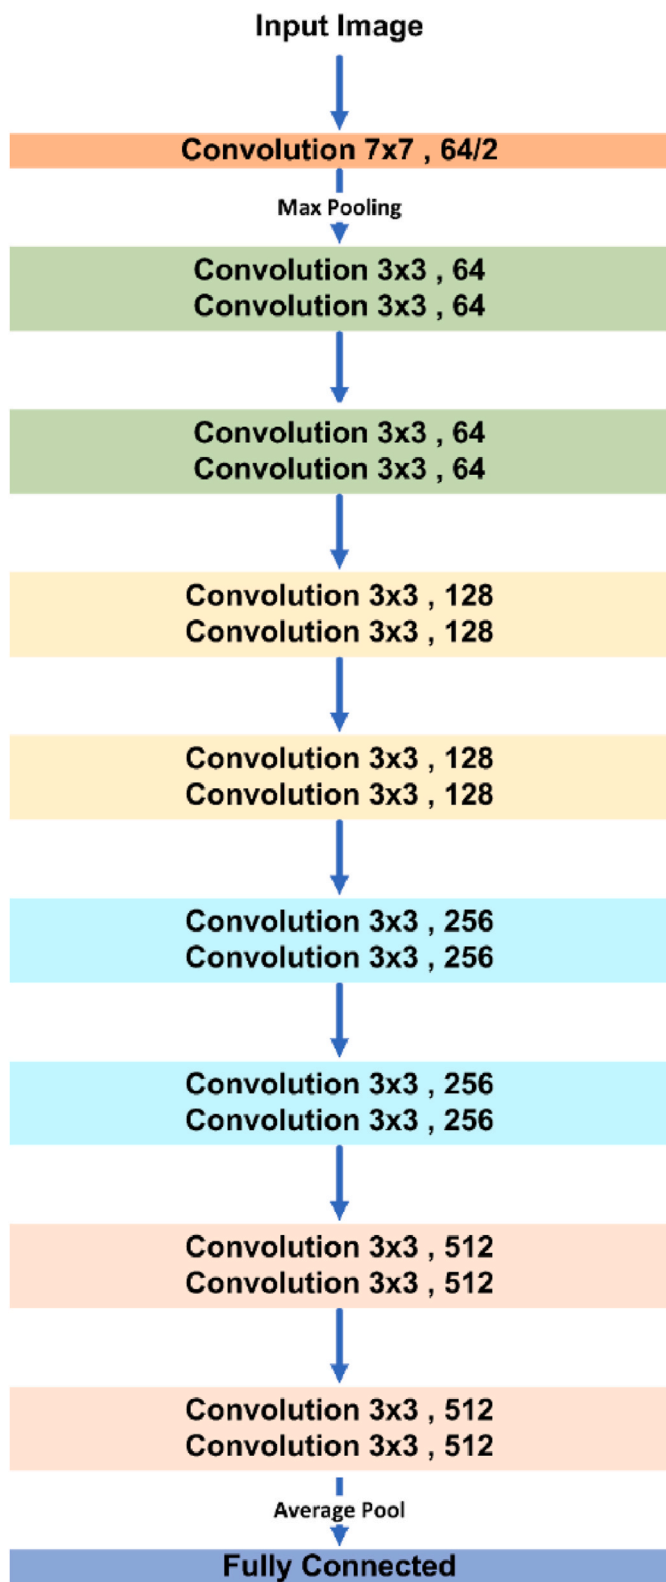 Input Image
Convolution 7x7 , 64/2
Max Pooling
Convolution 3x3 , 64
Convolution 3x3 , 64
Convolution 3x3 , 64
Convolution 3x3 , 64
Convolution 3x3 , 128
Convolution 3x3 , 128
Convolution 3x3 , 128
Convolution 3x3 , 128
Convolution 3x3 , 256
Convolution 3x3 , 256
Convolution 3x3 , 256
Convolution 3x3 , 256
Convolution 3x3 , 512
Convolution 3x3 , 512
Convolution 3x3 , 512
Convolution 3x3 , 512
Average Pool
Fully Connected